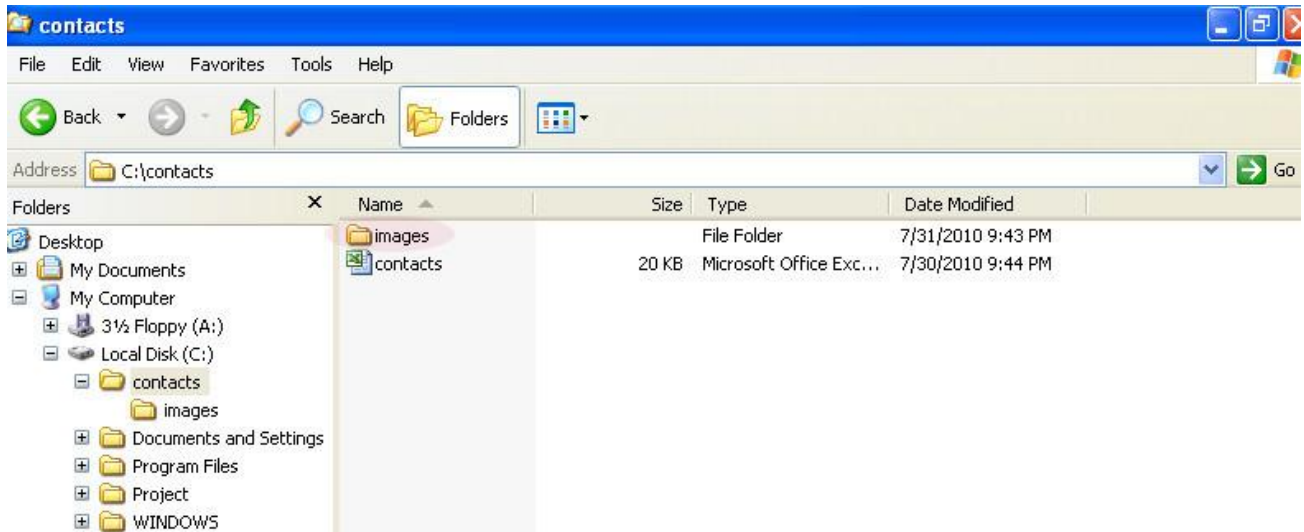 contacts
File Edit View Favorites Tools Help
Back Search Folders
Address C:\contacts Go
Folders X Name Size Type Date Modified
Desktop images File Folder 7/31/2010 9:43 PM
My Documents contacts 20 KB Microsoft Office Exc... 7/30/2010 9:44 PM
My Computer
3½ Floppy (A:)
Local Disk (C:)
contacts
images
Documents and Settings
Program Files
Project
WINDOWS